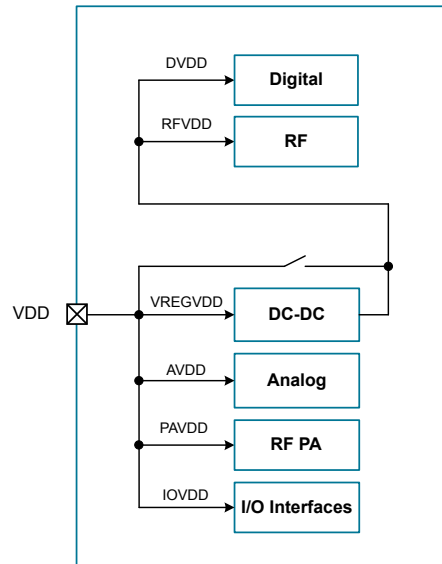 DVDD
Digital
RFVDD
RF
VDD
VREGVDD
DC-DC
AVDD
Analog
PAVDD
RF PA
IOVDD
I/O Interfaces